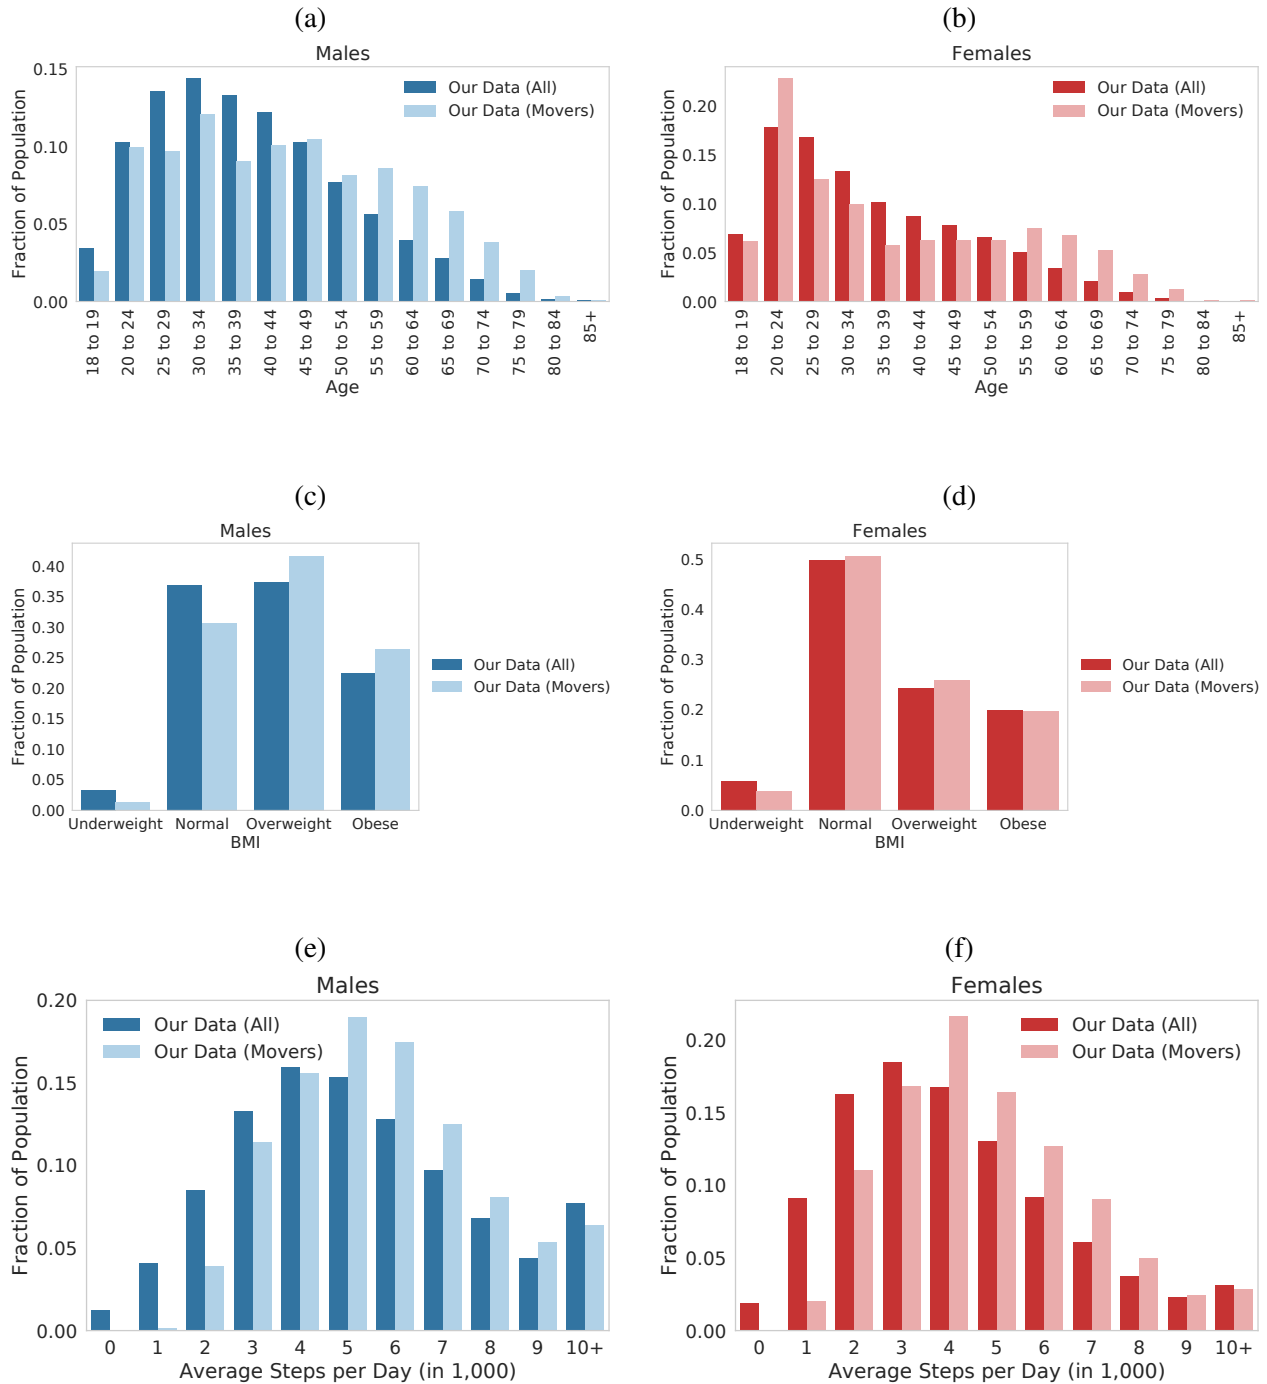 (a)
Males
Our Data (All)
Our Data (Movers)
Fraction of Population
0.15
0.10
0.05
0.00
18 to 19
20 to 24
25 to 29
30 to 34
35 to 39
40 to 44
45 to 49
50 to 54
55 to 59
60 to 64
65 to 69
70 to 74
75 to 79
80 to 84
85+
Age
(b)
Females
Our Data (All)
Our Data (Movers)
Fraction of Population
0.20
0.15
0.10
0.05
0.00
18 to 19
20 to 24
25 to 29
30 to 34
35 to 39
40 to 44
45 to 49
50 to 54
55 to 59
60 to 64
65 to 69
70 to 74
75 to 79
80 to 84
85+
Age
(c)
Males
Fraction of Population
0.40
0.35
0.30
0.25
0.20
0.15
0.10
0.05
0.00
Underweight Normal Overweight Obese
BMI
Our Data (All)
Our Data (Movers)
(d)
Females
Fraction of Population
0.5
0.4
0.3
0.2
0.1
0.0
Underweight Normal Overweight Obese
BMI
Our Data (All)
Our Data (Movers)
(e)
Males
Our Data (All)
Our Data (Movers)
Fraction of Population
0.20
0.15
0.10
0.05
0.00
0 1 2 3 4 5 6 7 8 9 10+
Average Steps per Day (in 1,000)
(f)
Females
Our Data (All)
Our Data (Movers)
Fraction of Population
0.20
0.15
0.10
0.05
0.00
0 1 2 3 4 5 6 7 8 9 10+
Average Steps per Day (in 1,000)